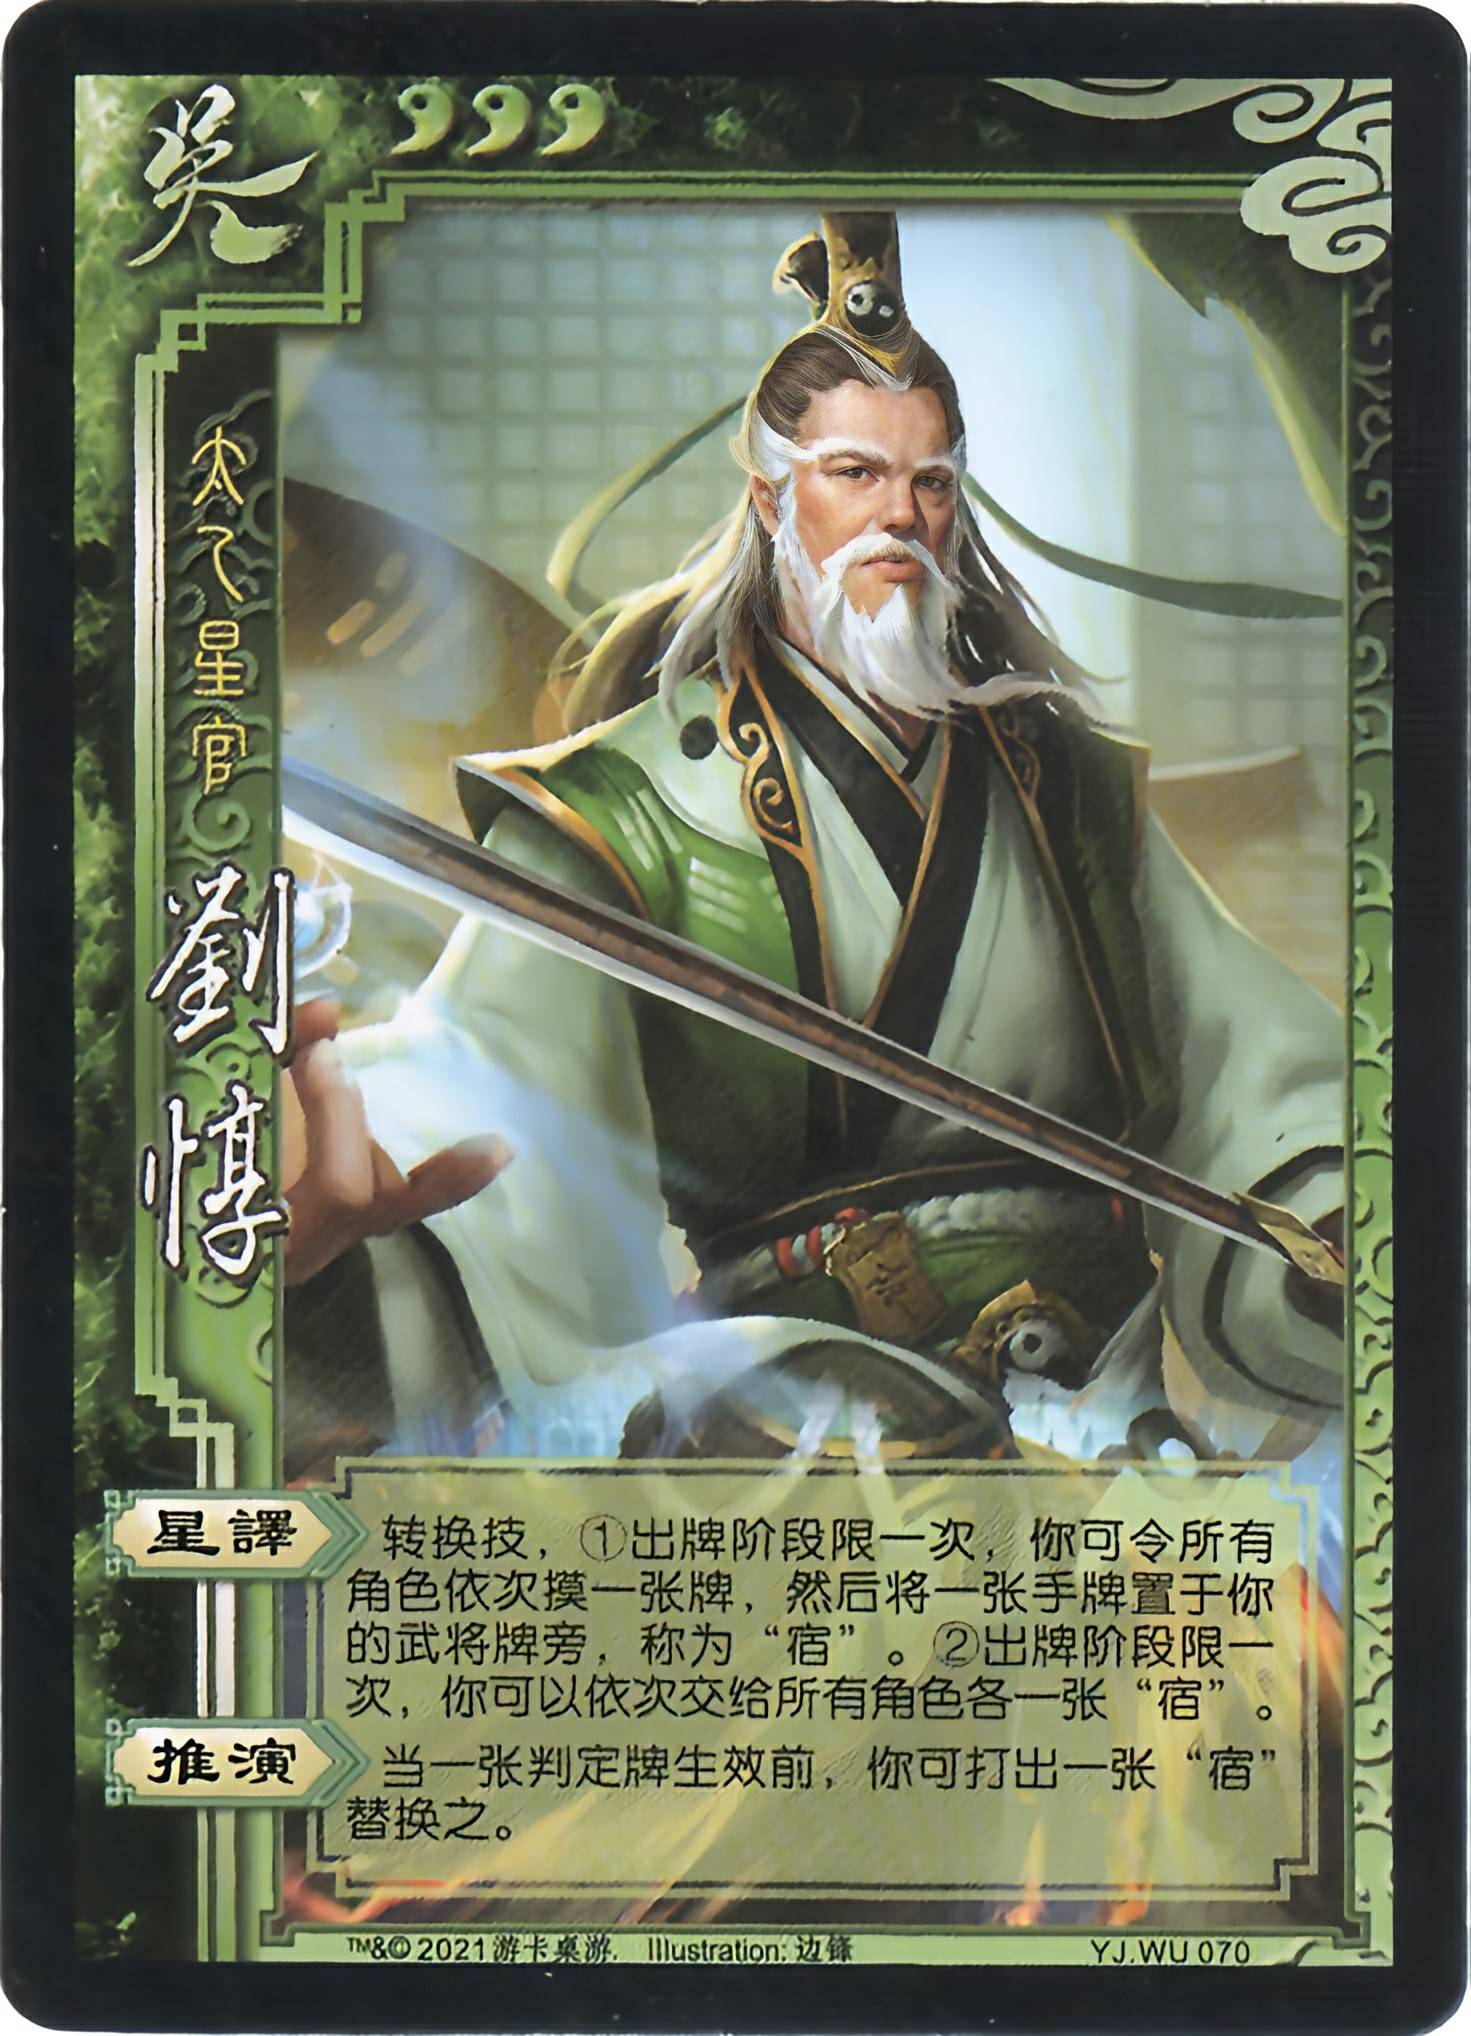 吴
太乙星官
劉惇
星譯
转换技，①出牌阶段限一次，你可令所有
角色依次摸一张牌，然后将一张手牌置于你
的武将牌旁，称为“宿”。②出牌阶段限一
次，你可以依次交给所有角色各一张“宿”。
推演
当一张判定牌生效前，你可打出一张“宿”
替换之。
™&© 2021游卡桌游. Illustration: 边锋
YJ.WU 070